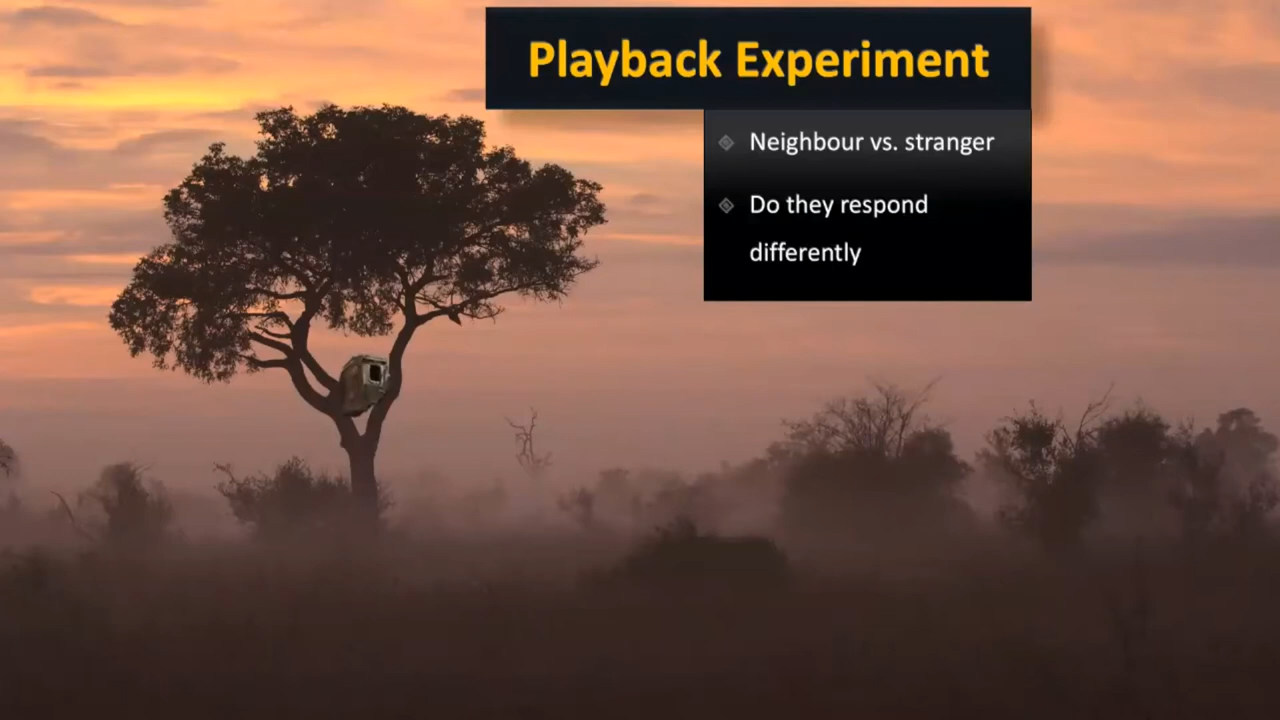 Playback Experiment
Neighbour vs. stranger
Do they respond
differently